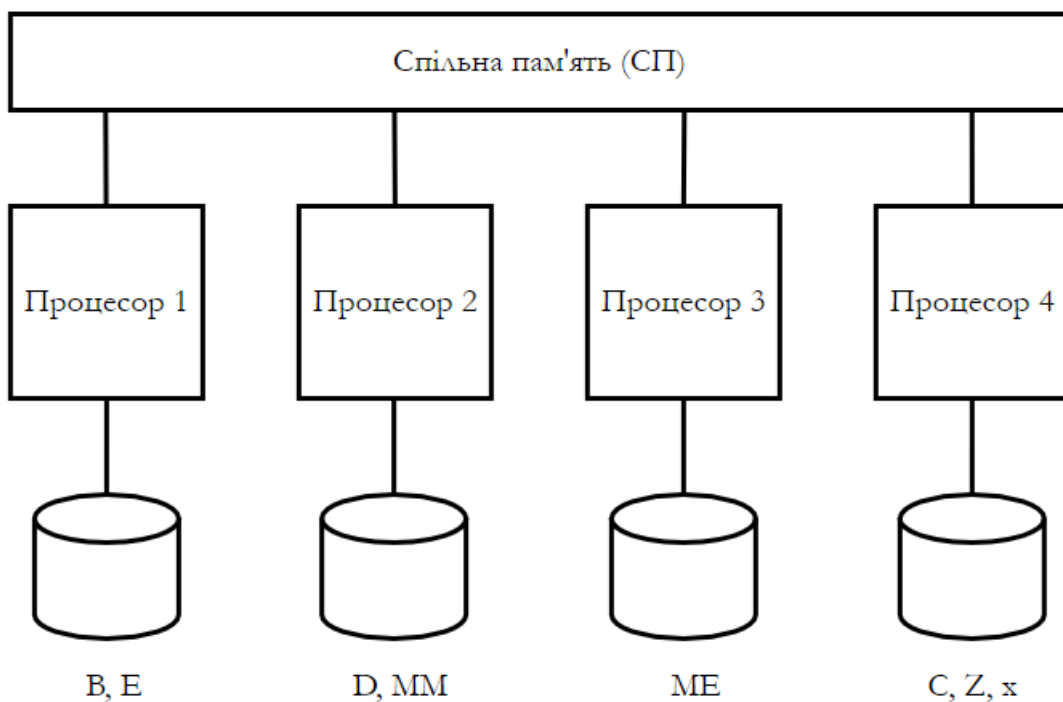 Спільна пам'ять (СП)
Процесор 1 Процесор 2 Процесор 3 Процесор 4
B, E D, MM ME C, Z, x